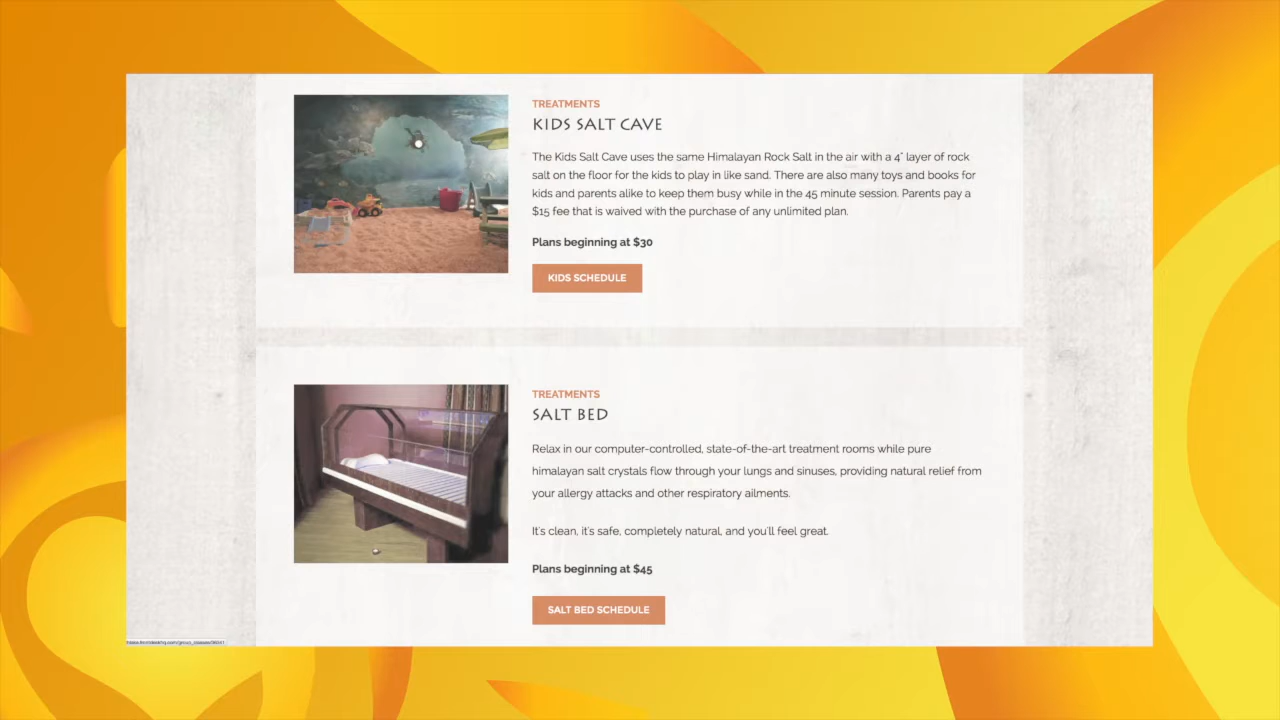 TREATMENTS
KIDS SALT CAVE
The Kids Salt Cave uses the same Himalayan Rock Salt in the air with a 4" layer of rock
salt on the floor for the kids to play in like sand. There are also many toys and books for
kids and parents alike to keep them busy while in the 45 minute session. Parents pay a
$15 fee that is waived with the purchase of any unlimited plan.
Plans beginning at $30
KIDS SCHEDULE
TREATMENTS
SALT BED
Relax in our computer-controlled, state-of-the-art treatment rooms while pure
himalayan salt crystals flow through your lungs and sinuses, providing natural relief from
your allergy attacks and other respiratory ailments.
It's clean, it's safe, completely natural, and you'll feel great.
Plans beginning at $45
SALT BED SCHEDULE